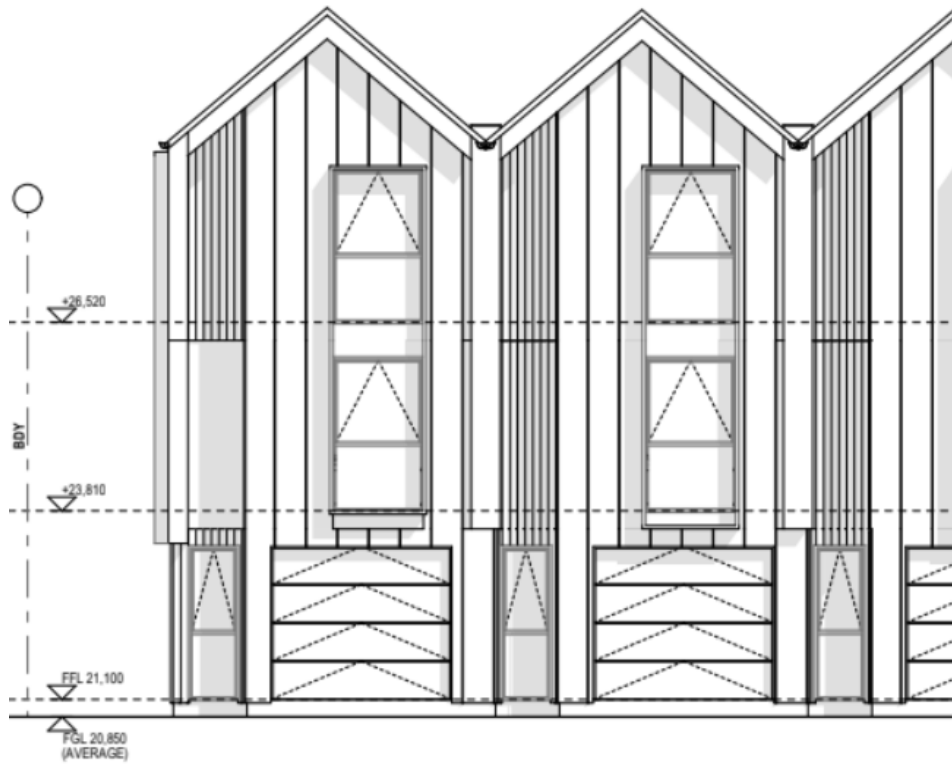 +26,520
BDY
+23,810
FFL 21,100
FGL 20,850
(AVERAGE)